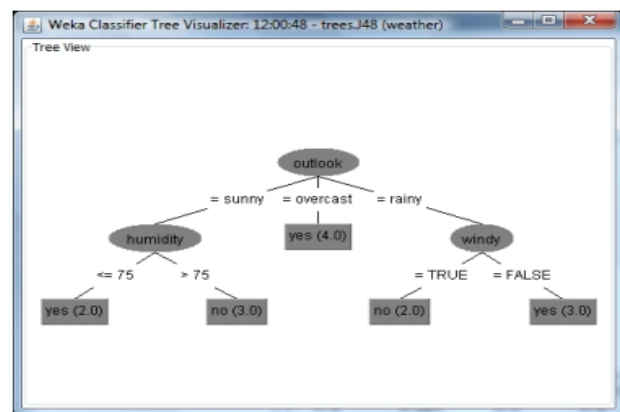 Weka Classifier Tree Visualizer: 12:00:48 - trees.J48 (weather)
Tree View
outlook
= sunny = overcast = rainy
humidity yes (4.0) windy
<= 75 > 75 = TRUE = FALSE
yes (2.0) no (3.0) no (2.0) yes (3.0)